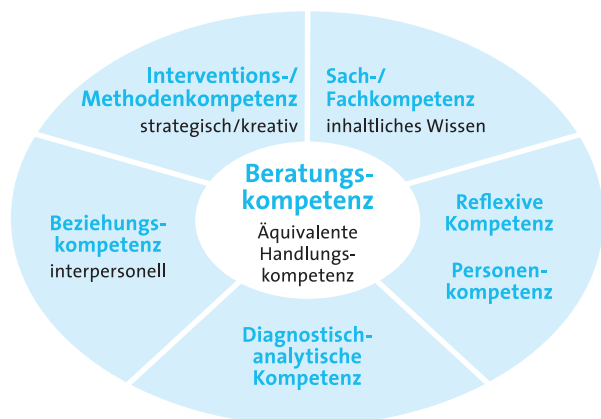 Interventions-/
Methodenkompetenz
strategisch/kreativ
Sach-/
Fachkompetenz
inhaltliches Wissen
Beratungs-
kompetenz
Äquivalente
Handlungs-
kompetenz
Beziehungs-
kompetenz
interpersonell
Reflexive
Kompetenz
Personen-
kompetenz
Diagnostisch-
analytische
Kompetenz